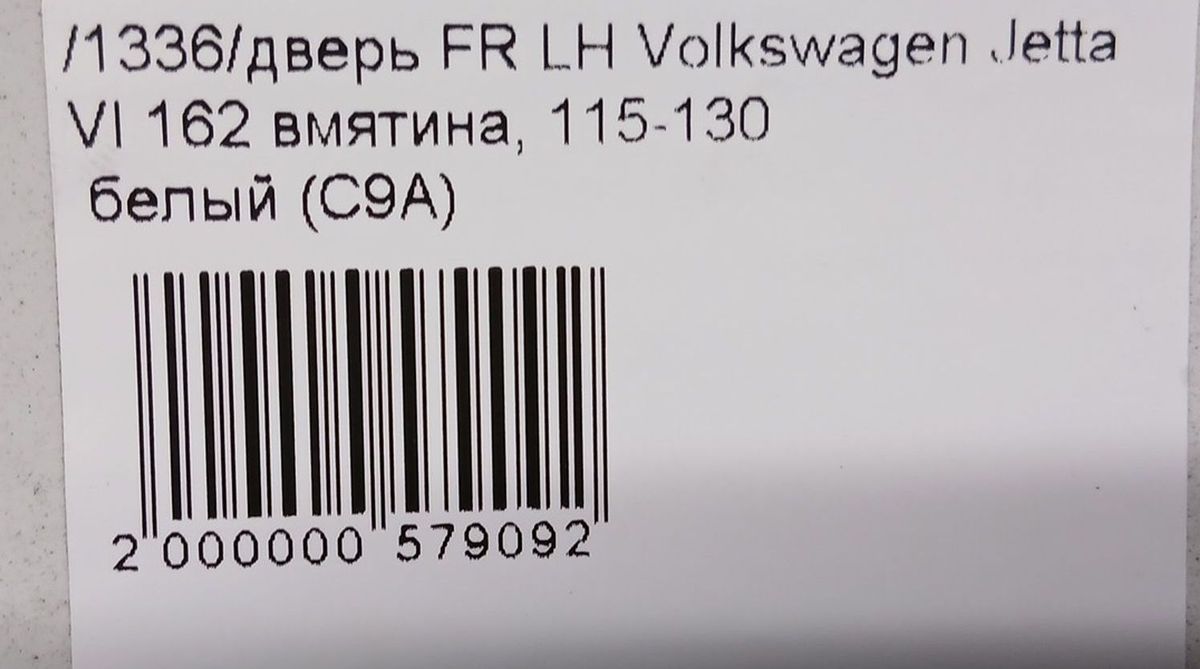 /1336/дверь FR LH Volkswagen Jetta
VI 162 вмятина, 115-130
белый (C9A)
2 000000 579092